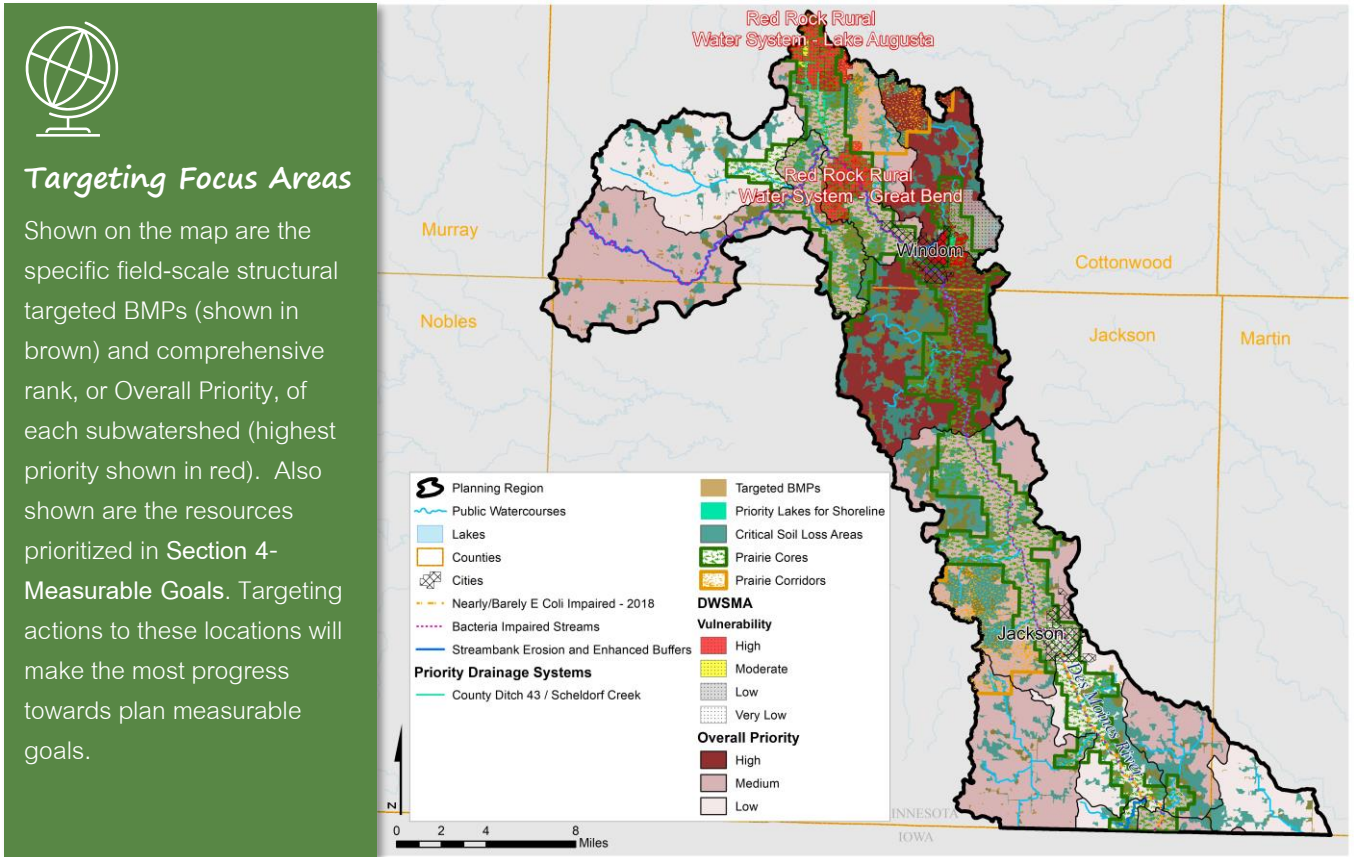 Targeting Focus Areas
Shown on the map are the
specific field-scale structural
targeted BMPs (shown in
brown) and comprehensive
rank, or Overall Priority, of
each subwatershed (highest
priority shown in red).  Also
shown are the resources
prioritized in Section 4-
Measurable Goals. Targeting
actions to these locations will
make the most progress
towards plan measurable
goals.
Red Rock Rural
Water System - Lake Augusta
Red Rock Rural
Water System - Great Bend
Murray
Windom
Cottonwood
Nobles
Jackson
Martin
Jackson
Des Moines River
INNESOTA
IOWA
Planning Region
Public Watercourses
Lakes
Counties
Cities
Nearly/Barely E Coli Impaired - 2018
Bacteria Impaired Streams
Streambank Erosion and Enhanced Buffers
Priority Drainage Systems
County Ditch 43 / Scheldorf Creek
Targeted BMPs
Priority Lakes for Shoreline
Critical Soil Loss Areas
Prairie Cores
Prairie Corridors
DWSMA
Vulnerability
High
Moderate
Low
Very Low
Overall Priority
High
Medium
Low
N
0 2 4 8
Miles